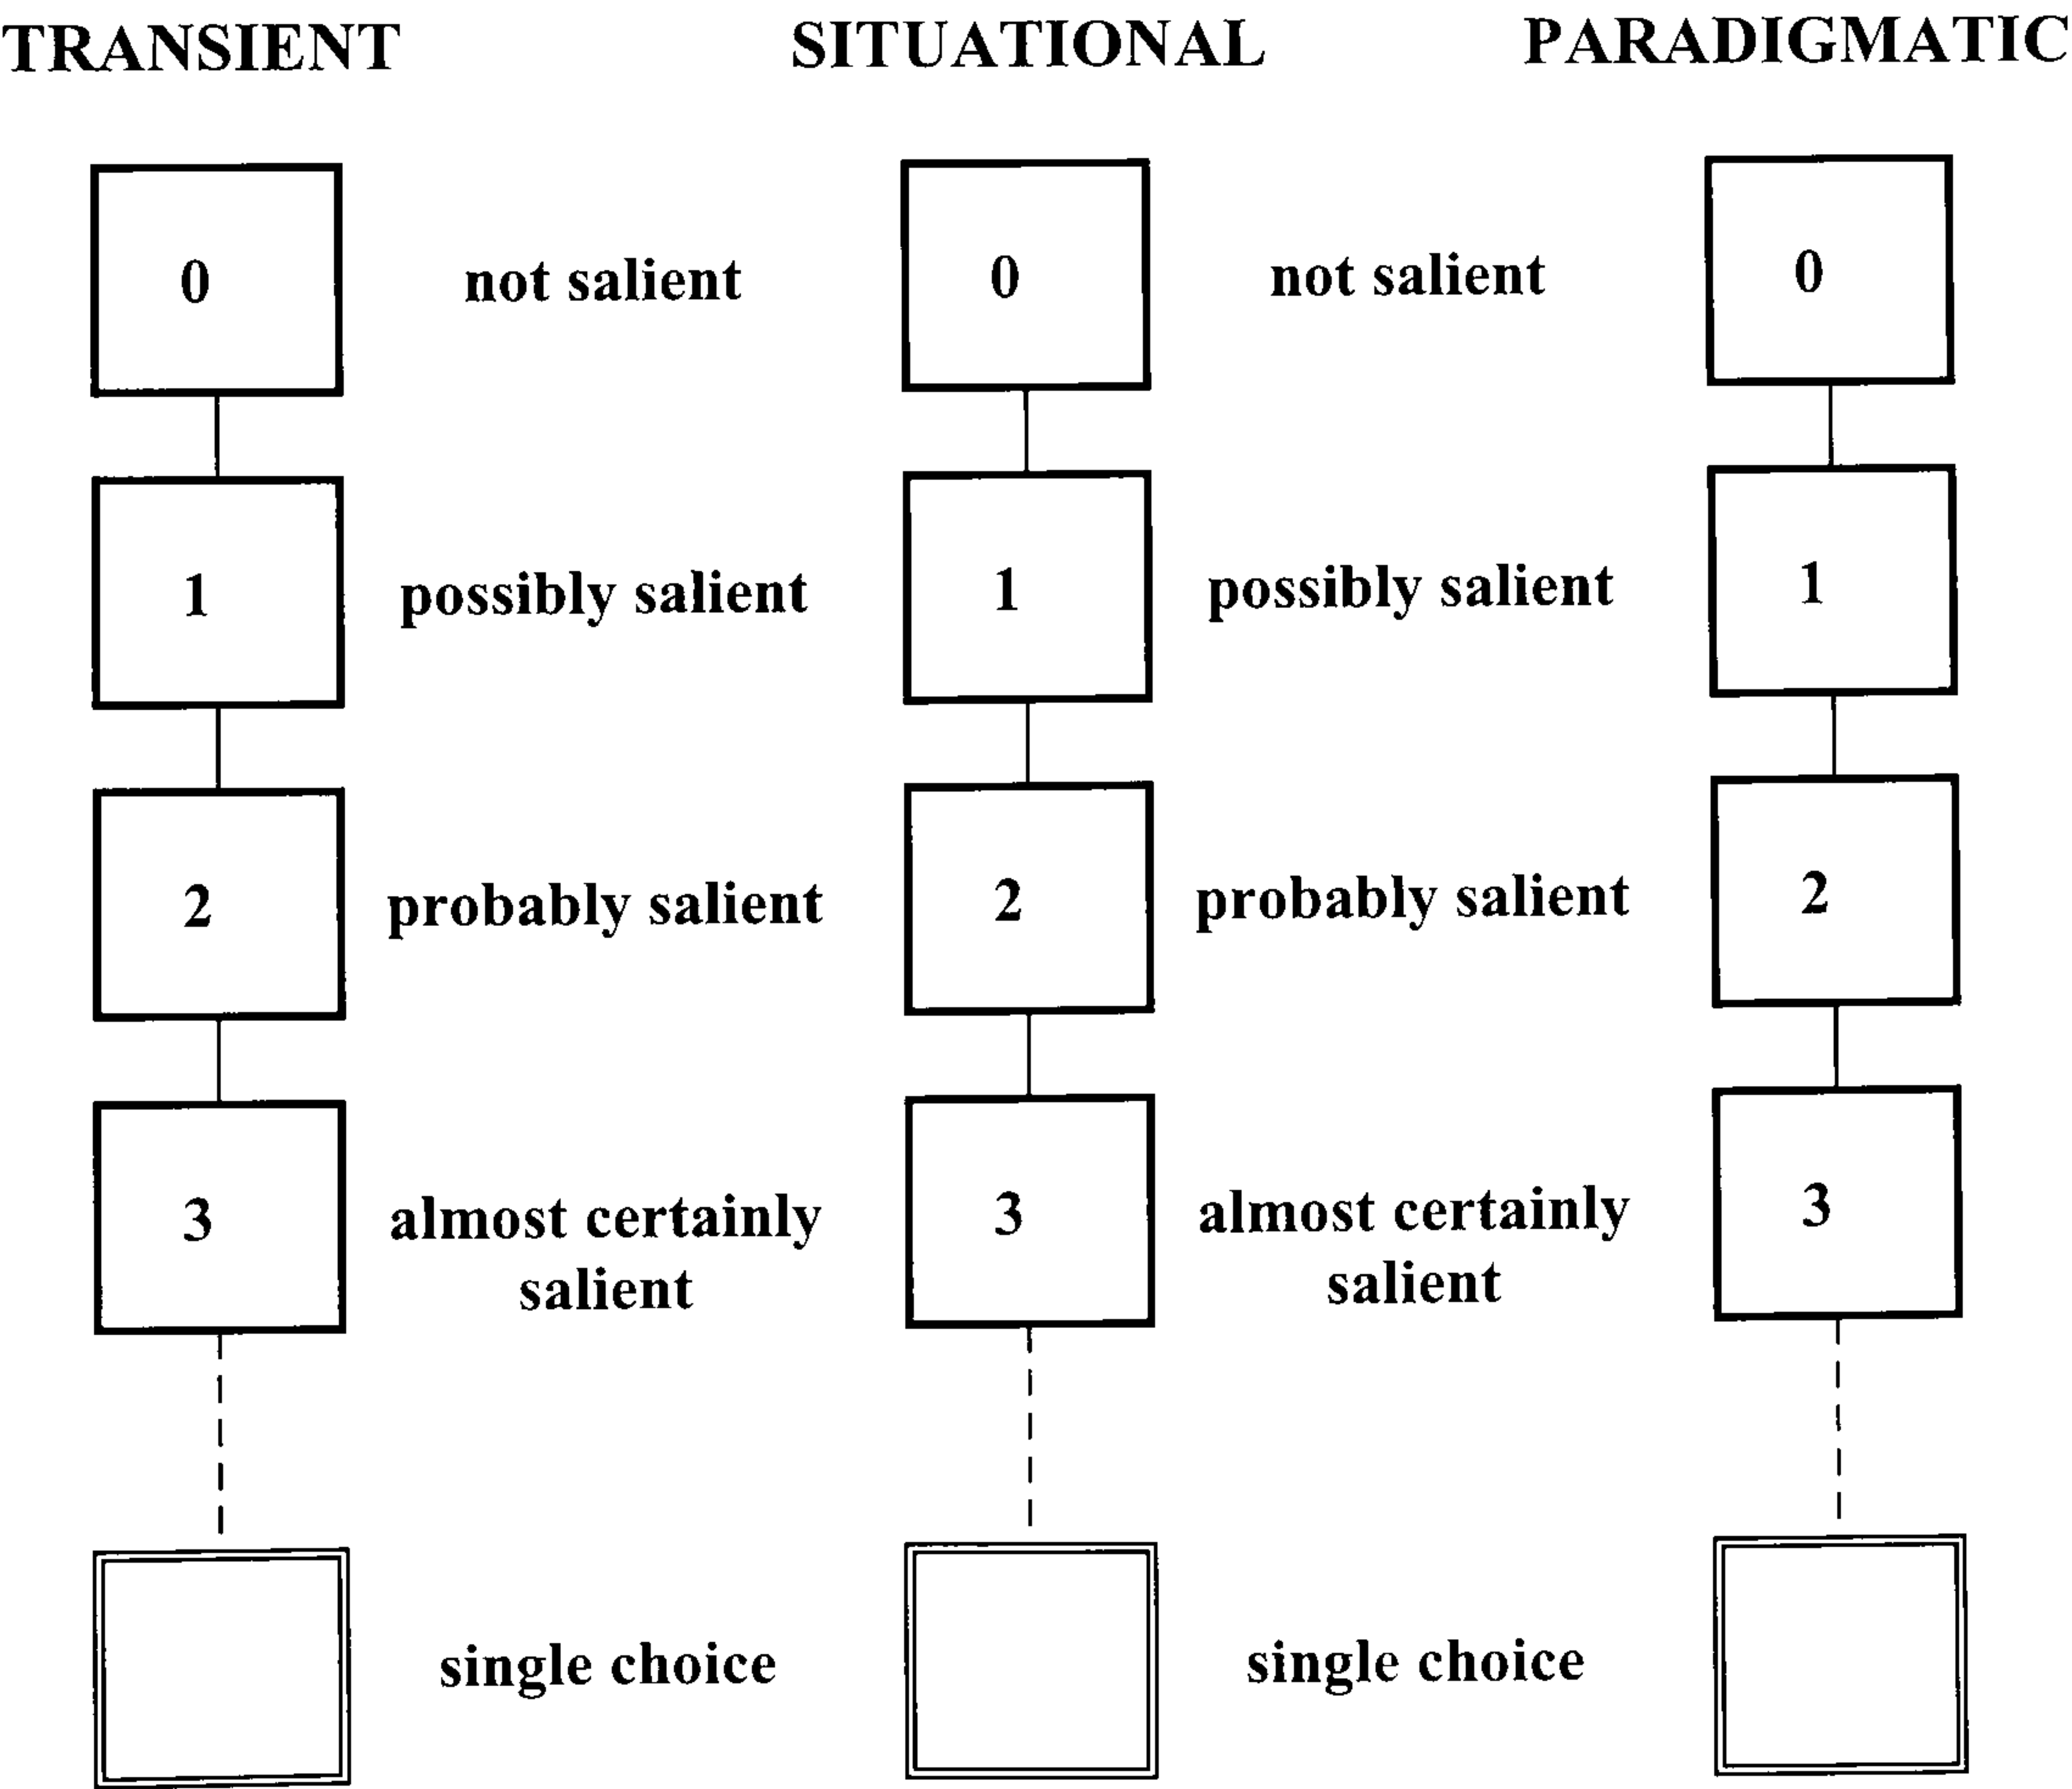 TRANSIENT SITUATIONAL PARADIGMATIC
0 not salient 0 not salient 0
1 possibly salient 1 possibly salient 1
2 probably salient 2 probably salient 2
3 almost certainly salient 3 almost certainly salient 3
single choice single choice